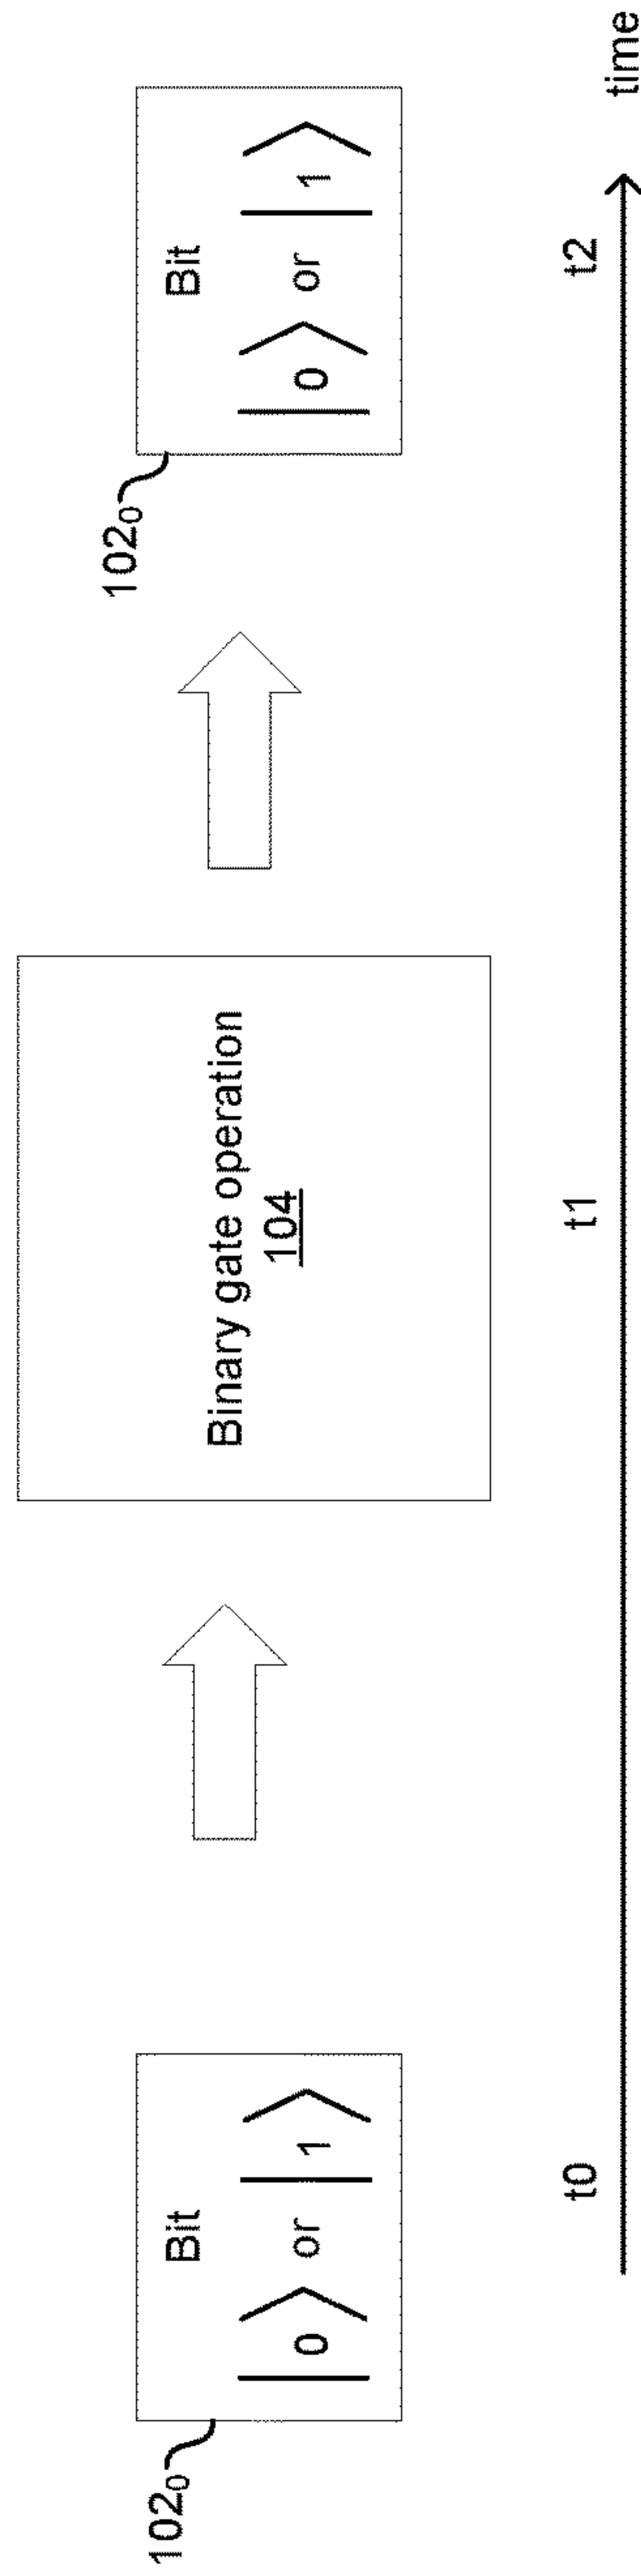 102₀
Bit
|0⟩ or |1⟩
Binary gate operation
104
102₀
Bit
|0⟩ or |1⟩
t0
t1
t2
time